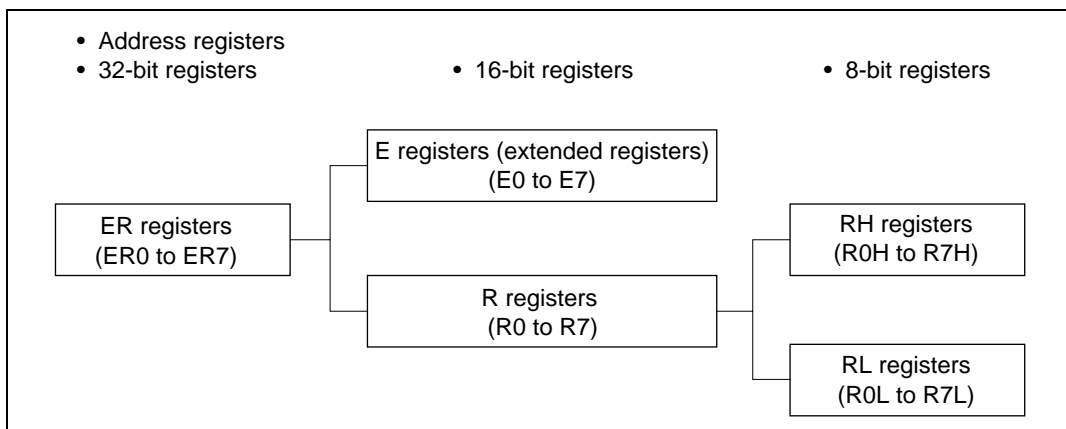 • Address registers
• 32-bit registers
• 16-bit registers
• 8-bit registers
E registers (extended registers)
(E0 to E7)
ER registers
(ER0 to ER7)
RH registers
(R0H to R7H)
R registers
(R0 to R7)
RL registers
(R0L to R7L)